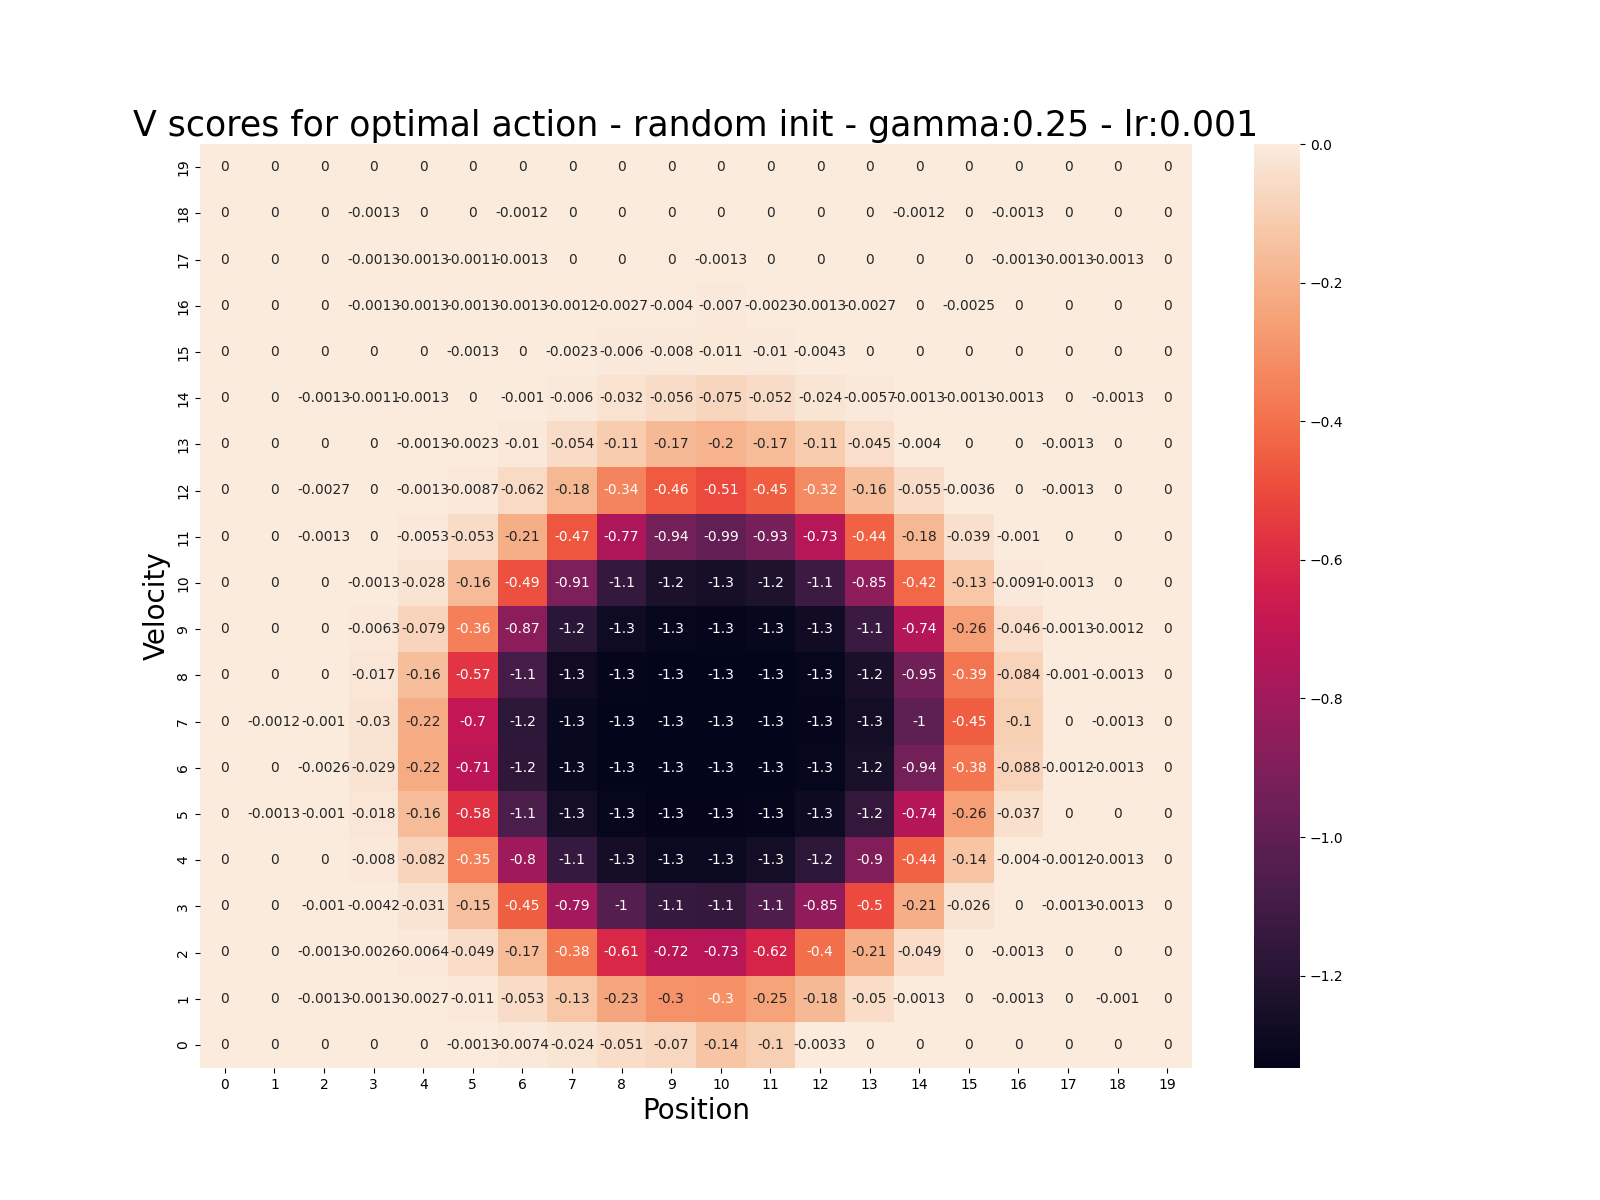 V scores for optimal action - random init - gamma:0.25 - lr:0.001
19 0 0 0 0 0 0 0 0 0 0 0 0 0 0 0 0 0 0 0 0 0.0
18 0 0 0 -0.0013 0 0 -0.0012 0 0 0 0 0 0 0 -0.0012 0 -0.0013 0 0 0
17 0 0 0 -0.0013 -0.0013 -0.0011 -0.0013 0 0 0 -0.0013 0 0 0 0 0 -0.0013 -0.0013 -0.0013 0
16 0 0 0 -0.0013 -0.0013 -0.0013 -0.0013 -0.0012 -0.0027 -0.004 -0.007 -0.0023 -0.0013 -0.0027 0 -0.0025 0 0 0 0 −0.2
15 0 0 0 0 0 -0.0013 0 -0.0023 -0.006 -0.008 -0.011 -0.01 -0.0043 0 0 0 0 0 0 0
14 0 0 -0.0013 -0.0011 -0.0013 0 -0.001 -0.006 -0.032 -0.056 -0.075 -0.052 -0.024 -0.0057 -0.0013 -0.0013 -0.0013 0 -0.0013 0
13 0 0 0 0 -0.0013 -0.0023 -0.01 -0.054 -0.11 -0.17 -0.2 -0.17 -0.11 -0.045 -0.004 0 0 -0.0013 0 0 −0.4
12 0 0 -0.0027 0 -0.0013 -0.0087 -0.062 -0.18 -0.34 -0.46 -0.51 -0.45 -0.32 -0.16 -0.055 -0.0036 0 -0.0013 0 0
11 0 0 -0.0013 0 -0.0053 -0.053 -0.21 -0.47 -0.77 -0.94 -0.99 -0.93 -0.73 -0.44 -0.18 -0.039 -0.001 0 0 0 −0.6
10 0 0 0 -0.0013 -0.028 -0.16 -0.49 -0.91 -1.1 -1.2 -1.3 -1.2 -1.1 -0.85 -0.42 -0.13 -0.0091 -0.0013 0 0
Velocity
9 0 0 0 -0.0063 -0.079 -0.36 -0.87 -1.2 -1.3 -1.3 -1.3 -1.3 -1.3 -1.1 -0.74 -0.26 -0.046 -0.0013 -0.0012 0
8 0 0 0 -0.017 -0.16 -0.57 -1.1 -1.3 -1.3 -1.3 -1.3 -1.3 -1.3 -1.2 -0.95 -0.39 -0.084 -0.001 -0.0013 0 −0.8
7 0 -0.0012 -0.001 -0.03 -0.22 -0.7 -1.2 -1.3 -1.3 -1.3 -1.3 -1.3 -1.3 -1.3 -1 -0.45 -0.1 0 -0.0013 0
6 0 0 -0.0026 -0.029 -0.22 -0.71 -1.2 -1.3 -1.3 -1.3 -1.3 -1.3 -1.3 -1.2 -0.94 -0.38 -0.088 -0.0012 -0.0013 0
5 0 -0.0013 -0.001 -0.018 -0.16 -0.58 -1.1 -1.3 -1.3 -1.3 -1.3 -1.3 -1.3 -1.2 -0.74 -0.26 -0.037 0 0 0 −1.0
4 0 0 0 -0.008 -0.082 -0.35 -0.8 -1.1 -1.3 -1.3 -1.3 -1.3 -1.2 -0.9 -0.44 -0.14 -0.004 -0.0012 -0.0013 0
3 0 0 -0.001 -0.0042 -0.031 -0.15 -0.45 -0.79 -1 -1.1 -1.1 -1.1 -0.85 -0.5 -0.21 -0.026 0 -0.0013 -0.0013 0
2 0 0 -0.0013 -0.0026 -0.0064 -0.049 -0.17 -0.38 -0.61 -0.72 -0.73 -0.62 -0.4 -0.21 -0.049 0 -0.0013 0 0 0 −1.2
1 0 0 -0.0013 -0.0013 -0.0027 -0.011 -0.053 -0.13 -0.23 -0.3 -0.3 -0.25 -0.18 -0.05 -0.0013 0 -0.0013 0 -0.001 0
0 0 0 0 0 0 -0.0013 -0.0074 -0.024 -0.051 -0.07 -0.14 -0.1 -0.0033 0 0 0 0 0 0 0
0 1 2 3 4 5 6 7 8 9 10 11 12 13 14 15 16 17 18 19
Position